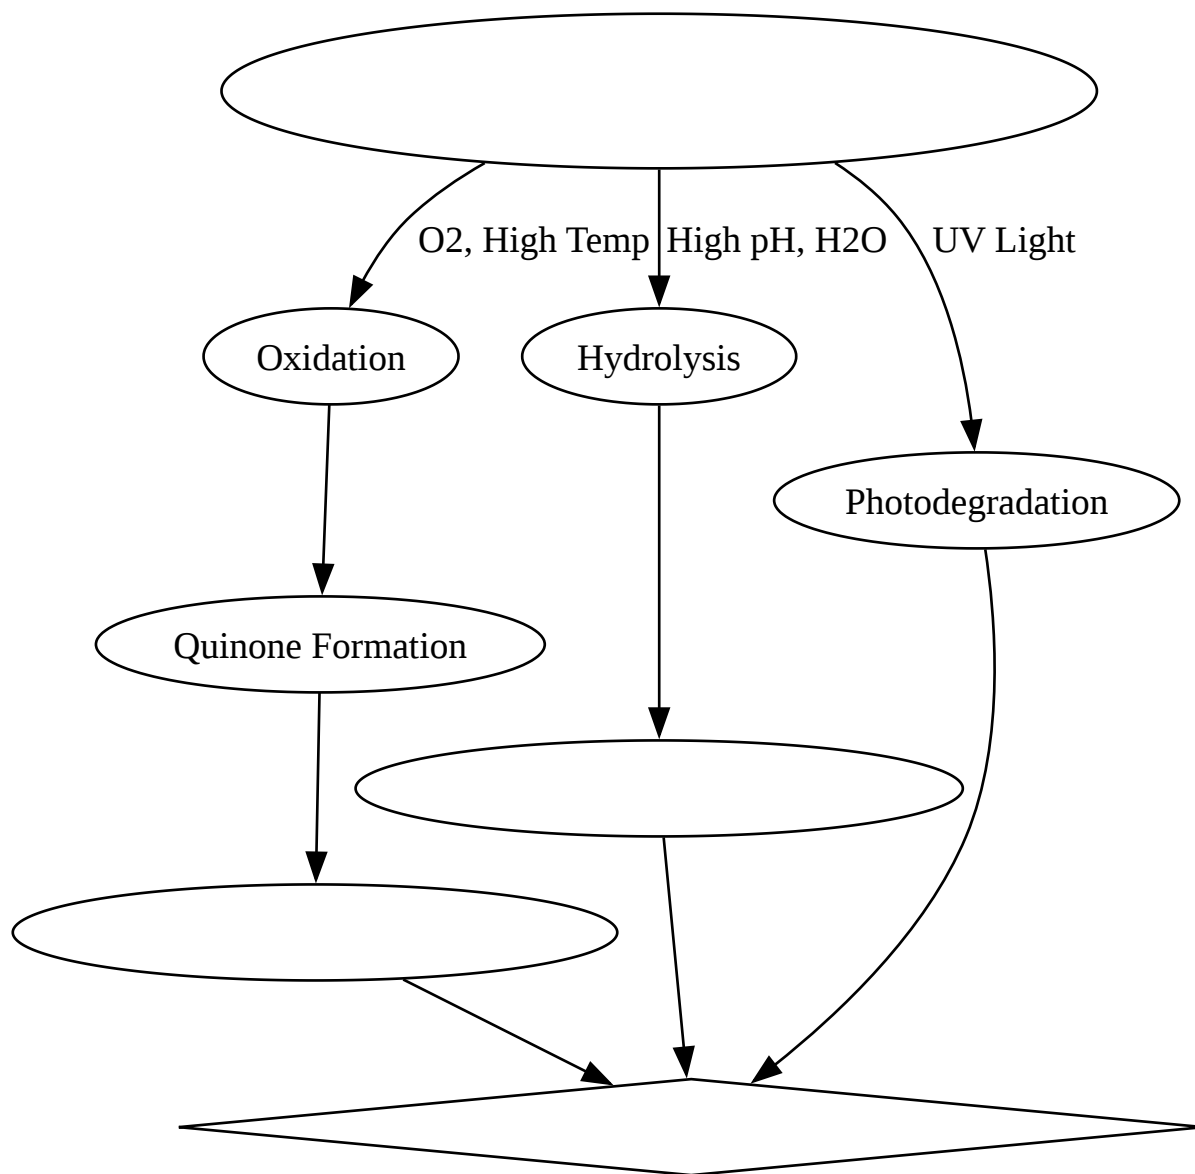 O2, High Temp
High pH, H2O
UV Light
Oxidation
Hydrolysis
Photodegradation
Quinone Formation